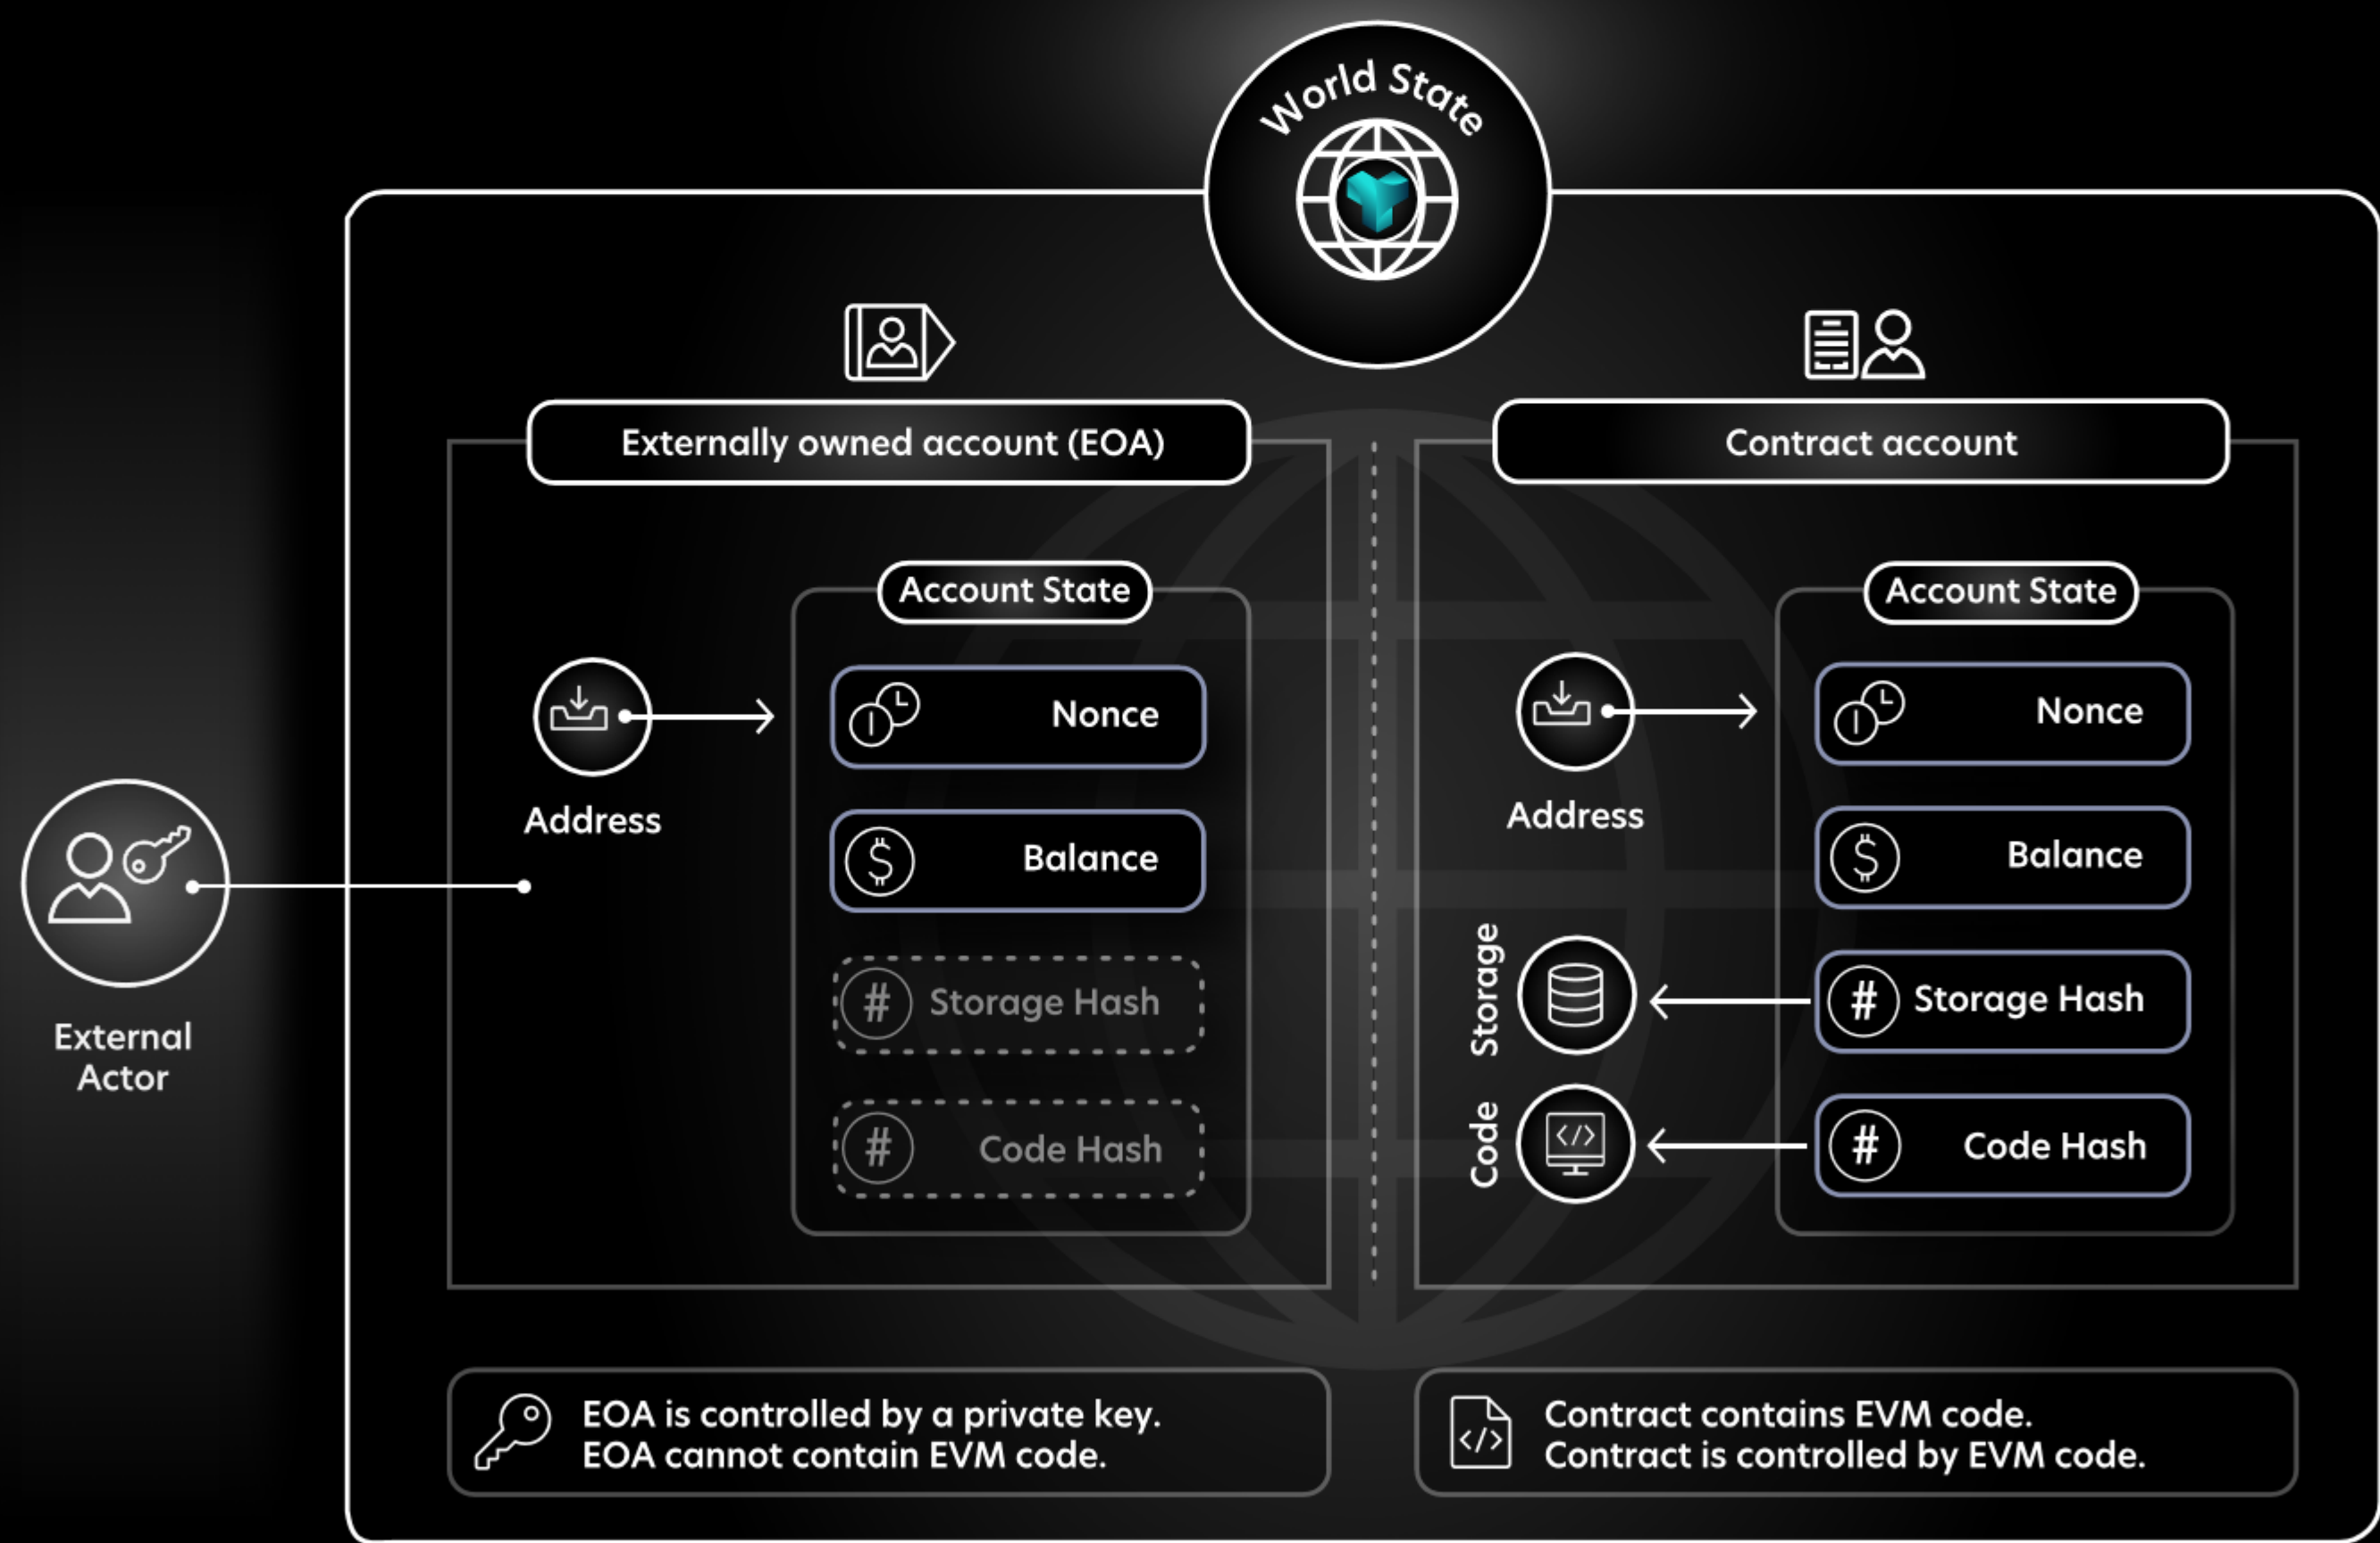 World State
Externally owned account (EOA)
Account State
Address
Nonce
Balance
# Storage Hash
# Code Hash
External
Actor
EOA is controlled by a private key.
EOA cannot contain EVM code.
Contract account
Account State
Address
Nonce
Balance
Storage
# Storage Hash
Code
# Code Hash
Contract contains EVM code.
Contract is controlled by EVM code.